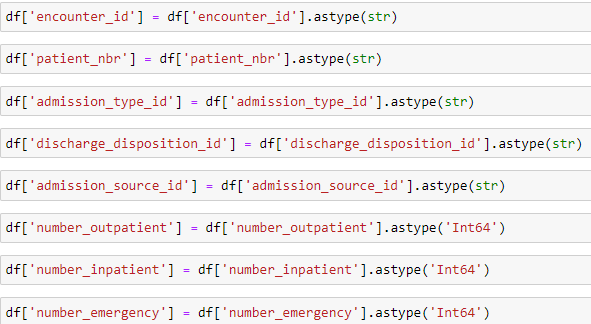 df['encounter_id'] = df['encounter_id'].astype(str)
df['patient_nbr'] = df['patient_nbr'].astype(str)
df['admission_type_id'] = df['admission_type_id'].astype(str)
df['discharge_disposition_id'] = df['discharge_disposition_id'].astype(str)
df['admission_source_id'] = df['admission_source_id'].astype(str)
df['number_outpatient'] = df['number_outpatient'].astype('Int64')
df['number_inpatient'] = df['number_inpatient'].astype('Int64')
df['number_emergency'] = df['number_emergency'].astype('Int64')